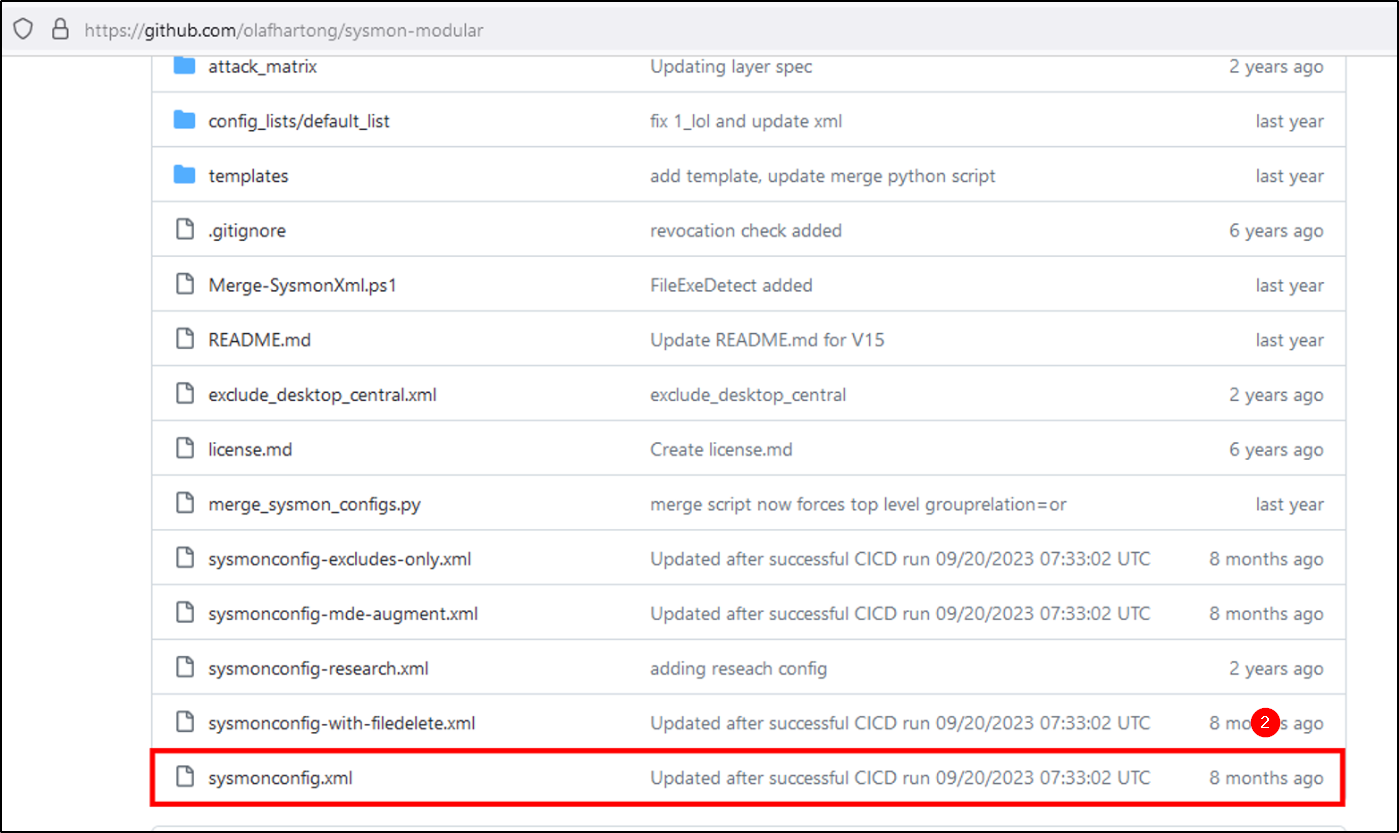 https://github.com/olafhartong/sysmon-modular
attack_matrix Updating layer spec 2 years ago
config_lists/default_list fix 1_lol and update xml last year
templates add template, update merge python script last year
.gitignore revocation check added 6 years ago
Merge-SysmonXml.ps1 FileExeDetect added last year
README.md Update README.md for V15 last year
exclude_desktop_central.xml exclude_desktop_central 2 years ago
license.md Create license.md 6 years ago
merge_sysmon_configs.py merge script now forces top level grouprelation=or last year
sysmonconfig-excludes-only.xml Updated after successful CICD run 09/20/2023 07:33:02 UTC 8 months ago
sysmonconfig-mde-augment.xml Updated after successful CICD run 09/20/2023 07:33:02 UTC 8 months ago
sysmonconfig-research.xml adding reseach config 2 years ago
sysmonconfig-with-filedelete.xml Updated after successful CICD run 09/20/2023 07:33:02 UTC 8 mo 2 s ago
sysmonconfig.xml Updated after successful CICD run 09/20/2023 07:33:02 UTC 8 months ago